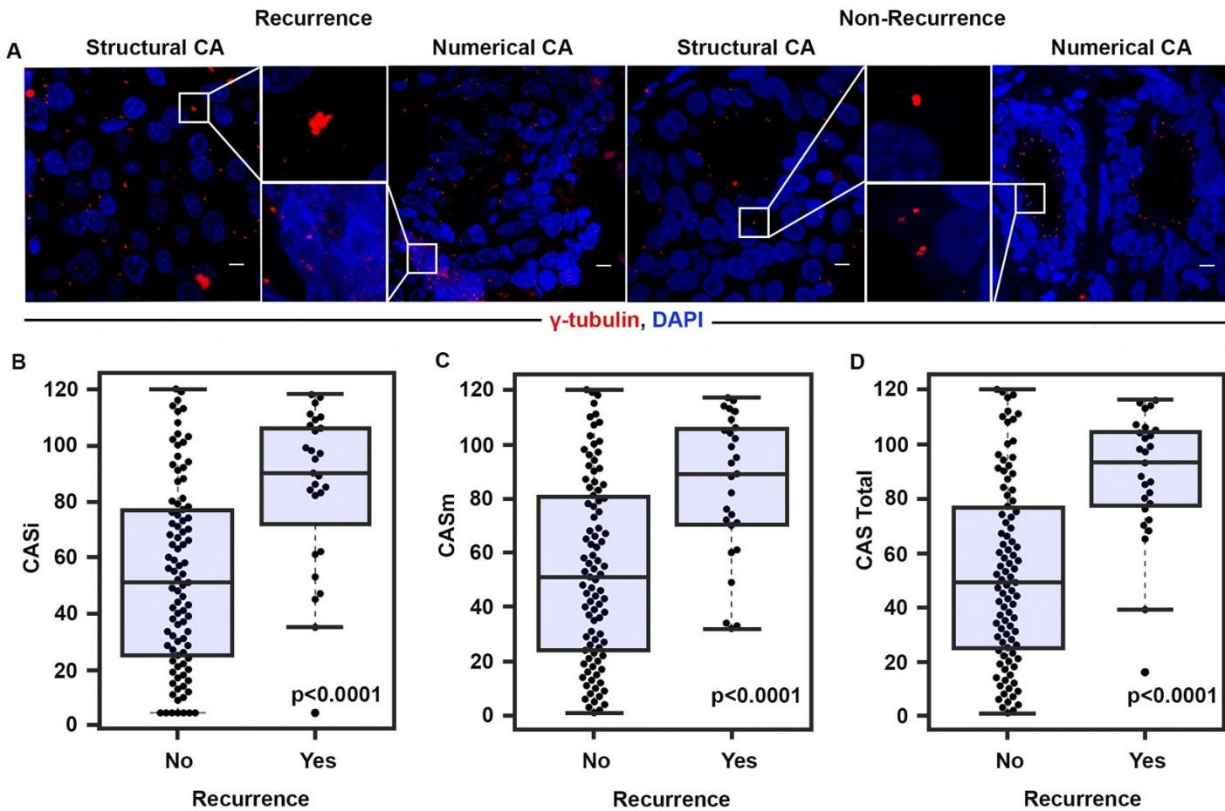 Recurrence Non-Recurrence
A Structural CA Numerical CA Structural CA Numerical CA
γ-tubulin, DAPI
B C D
120 120 120
100 100 100
80 80 80
60 60 60
40 40 40
20 20 20
0 0 0
CASi CASm CAS Total
p<0.0001 p<0.0001 p<0.0001
No Yes No Yes No Yes
Recurrence Recurrence Recurrence